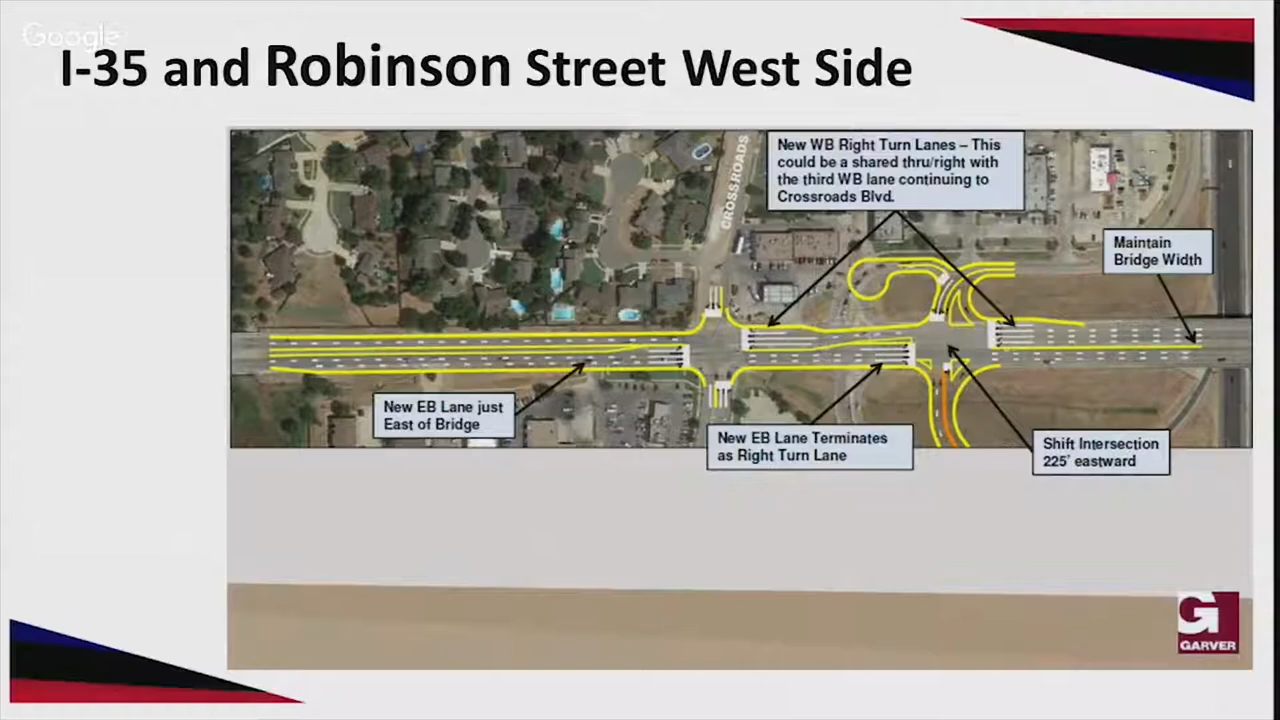 Google
I-35 and Robinson Street West Side
CROSSROADS
New WB Right Turn Lanes – This
could be a shared thru/right with
the third WB lane continuing to
Crossroads Blvd.
Maintain
Bridge Width
New EB Lane just
East of Bridge
New EB Lane Terminates
as Right Turn Lane
Shift Intersection
225' eastward
G
GARVER